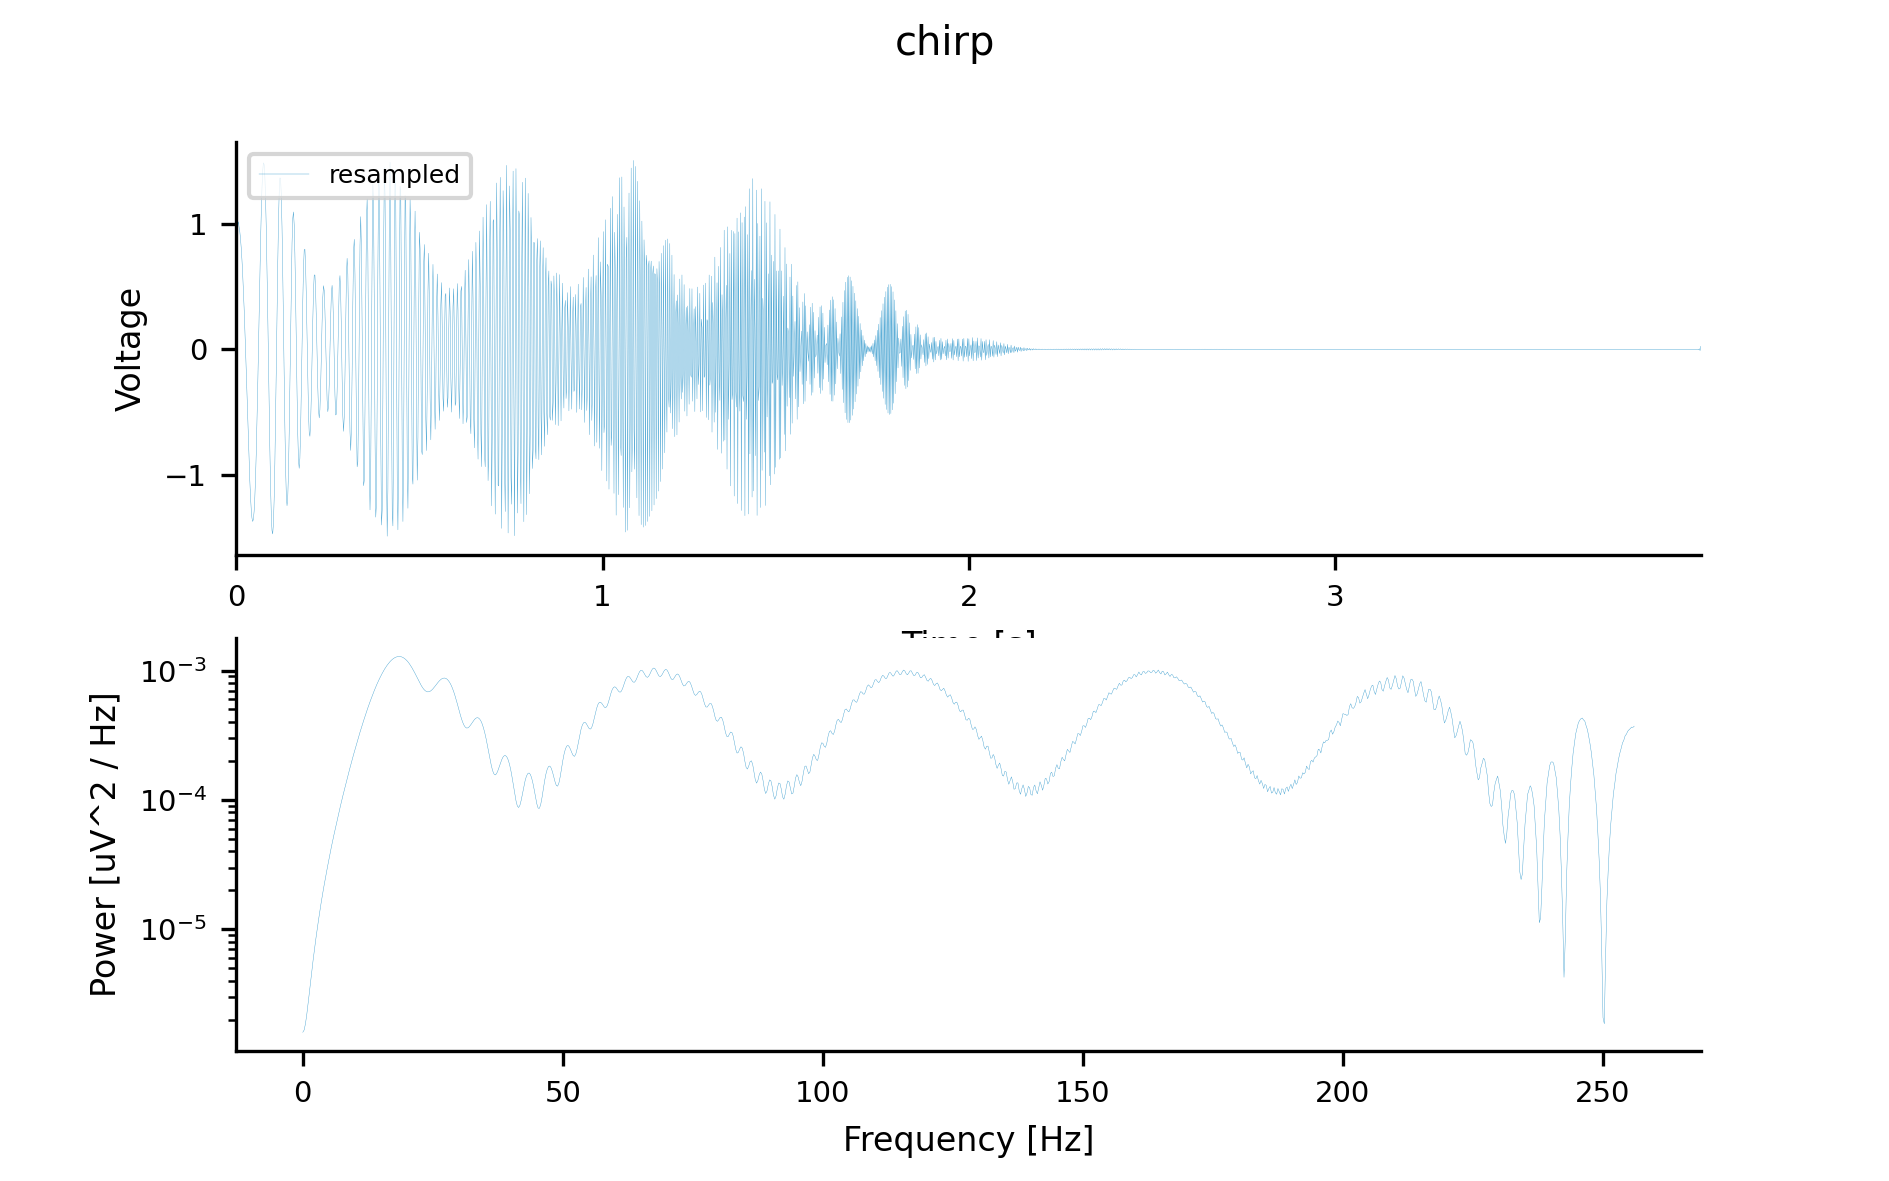 chirp
resampled
Voltage
1
0
−1
0 1 2 3
Time [s]
Power [uV^2 / Hz]
10⁻³
10⁻⁴
10⁻⁵
0 50 100 150 200 250
Frequency [Hz]